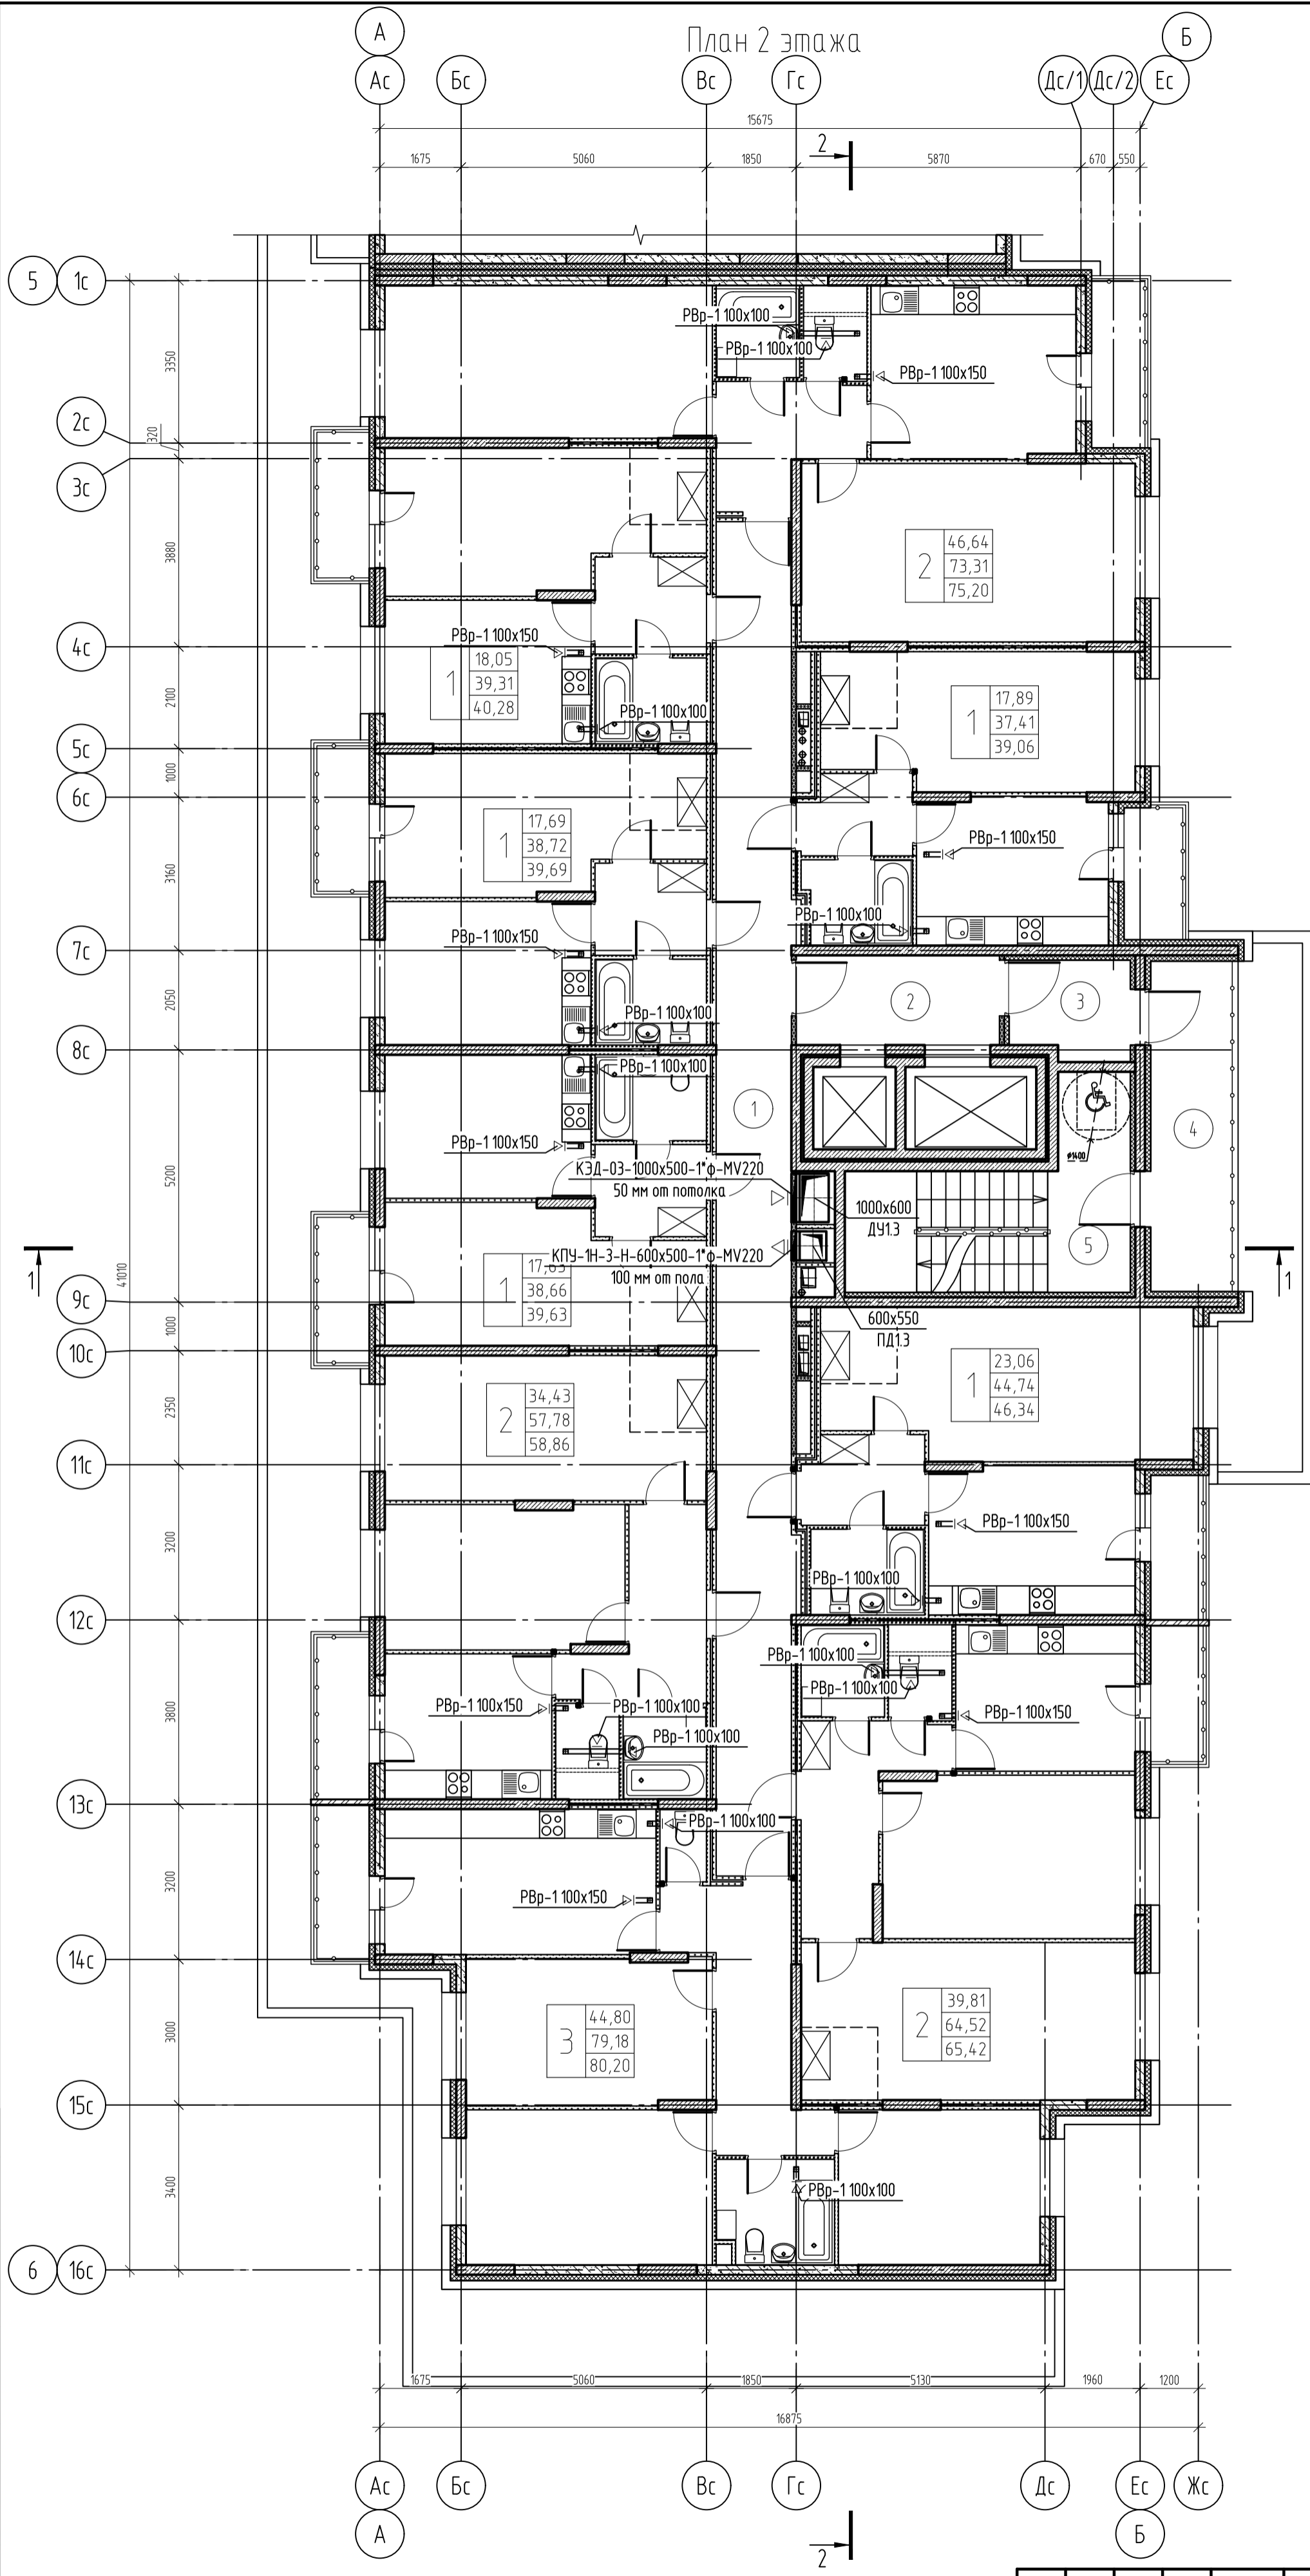 План 2 этажа
А
Б
Ас
Бс
Вс
Гс
Дс/1
Дс/2
Ес
15675
2
1675
5060
1850
5870
670
550
5
1с
РВр-1 100х100
РВр-1 100х100
РВр-1 100х150
3350
2с
320
3с
3880
2
46,64
73,31
75,20
РВр-1 100х150
4с
1
18,05
39,31
40,28
2100
РВр-1 100х100
1
17,89
37,41
39,06
5с
1000
6с
1
17,69
38,72
39,69
РВр-1 100х150
3160
РВр-1 100х100
РВр-1 100х150
7с
2050
РВр-1 100х100
2
3
8с
РВр-1 100х100
1
4
РВр-1 100х150
ø1400
КЭД-03-1000х500-1*ф-МV220
50 мм от потолка
5200
1000х600
ДУ1.3
5
КПУ-1Н-3-Н-600х500-1*ф-МV220
100 мм от пола
1
1
41010
1
17,63
38,66
39,63
9с
600х550
ПД1.3
1000
10с
1
23,06
44,74
46,34
2
34,43
57,78
58,86
2350
11с
РВр-1 100х150
3200
РВр-1 100х100
12с
РВр-1 100х100
РВр-1 100х100
РВр-1 100х150
РВр-1 100х150
РВр-1 100х100
РВр-1 100х100
3800
13с
РВр-1 100х100
3200
РВр-1 100х150
14с
3
44,80
79,18
80,20
2
39,81
64,52
65,42
3000
15с
3400
РВр-1 100х100
6
16с
1675
5060
1850
5130
1960
1200
16875
Ас
Бс
Вс
Гс
Дс
Ес
Жс
А
Б
2